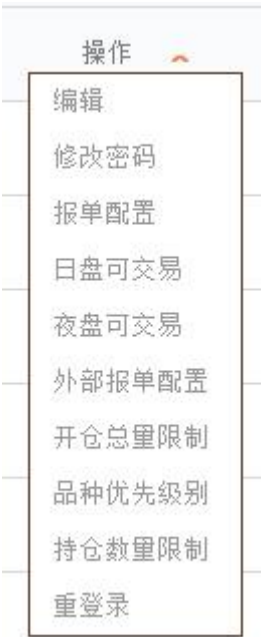 操作
编辑
修改密码
报单配置
日盘可交易
夜盘可交易
外部报单配置
开仓总量限制
品种优先级别
持仓数量限制
重登录